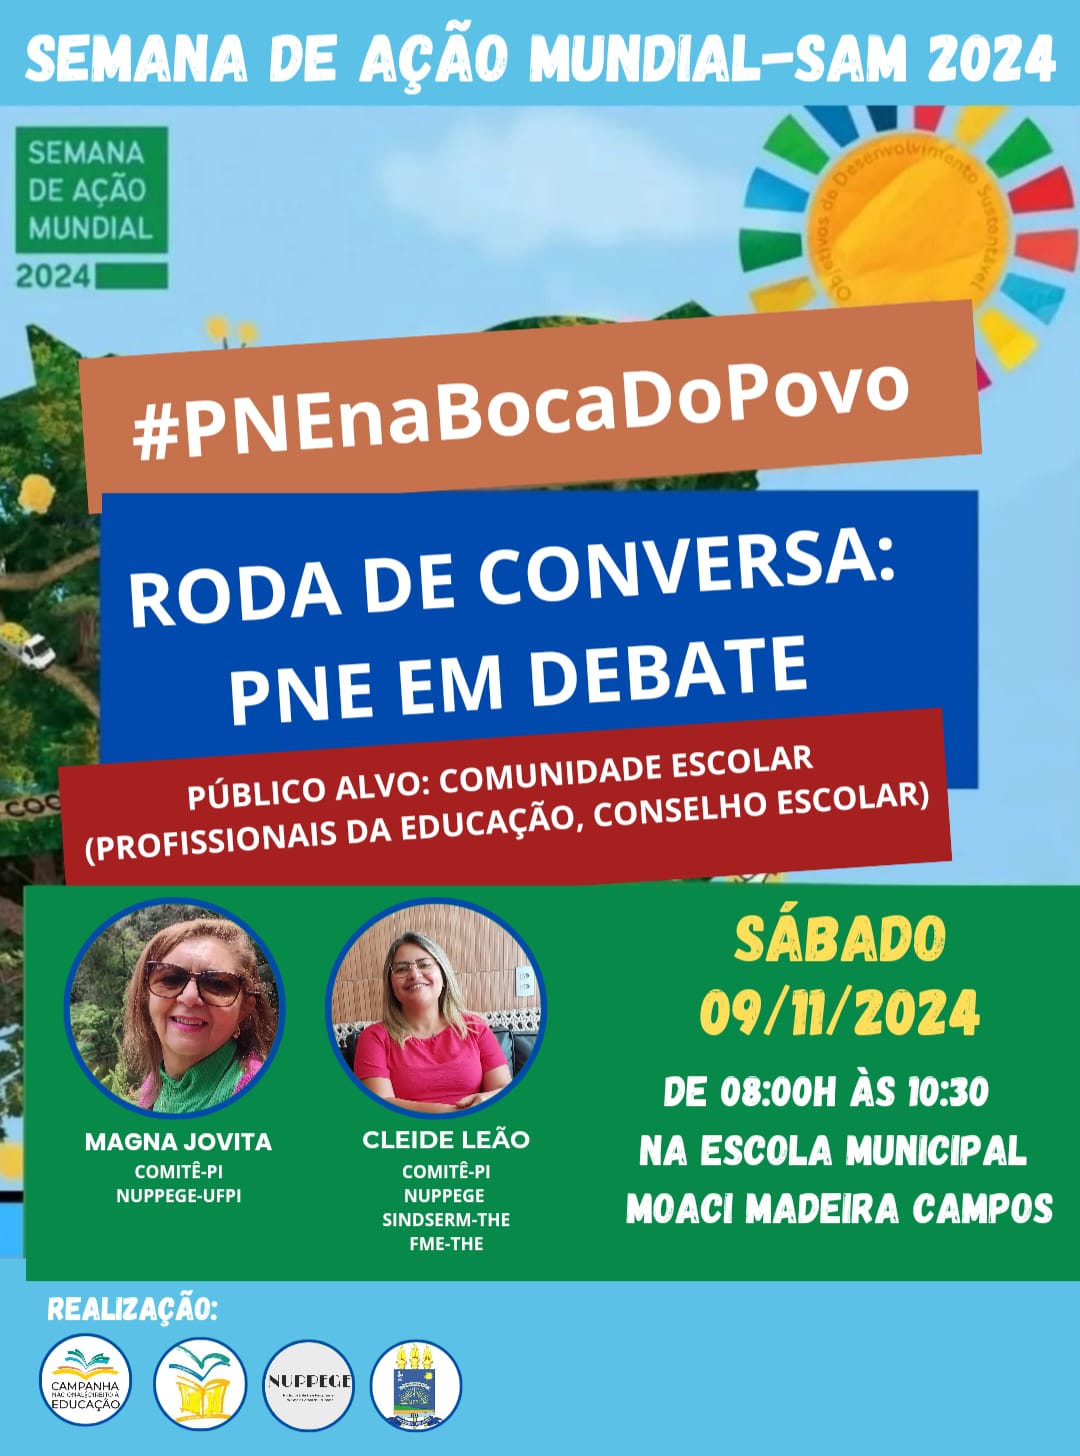 SEMANA DE AÇÃO MUNDIAL-SAM 2024
SEMANA
DE AÇÃO
MUNDIAL
2024
Objetivos de Desenvolvimento Sustentável
#PNEnaBocaDoPovo
RODA DE CONVERSA:
PNE EM DEBATE
PÚBLICO ALVO: COMUNIDADE ESCOLAR
(PROFISSIONAIS DA EDUCAÇÃO, CONSELHO ESCOLAR)
SÁBADO
09/11/2024
DE 08:00H ÀS 10:30
NA ESCOLA MUNICIPAL
MOACI MADEIRA CAMPOS
MAGNA JOVITA
COMITÊ-PI
NUPPEGE-UFPI
CLEIDE LEÃO
COMITÊ-PI
NUPPEGE
SINDSERM-THE
FME-THE
REALIZAÇÃO:
CAMPANHA
NACIONAL DIREITO À
EDUCAÇÃO
NUPPEGE